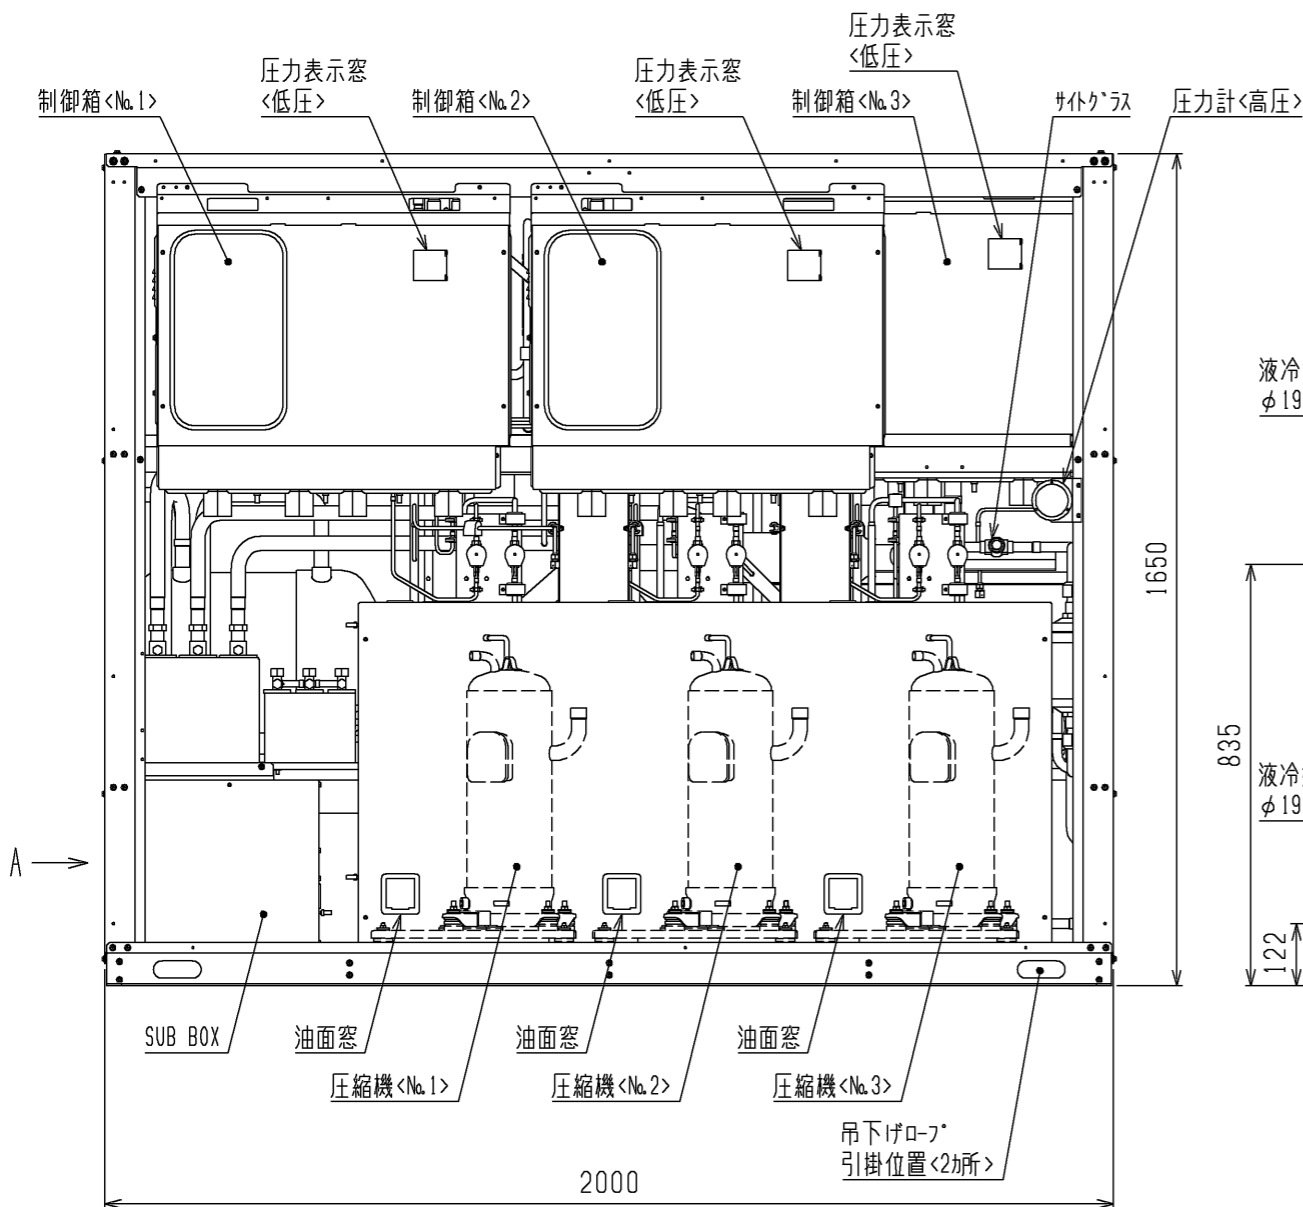 圧力表示窓
<低圧>
圧力表示窓
<低圧>
圧力表示窓
<低圧>
制御箱<No.1>
制御箱<No.2>
制御箱<No.3>
サイトグラス
圧力計<高圧>
液冷
φ19
1650
835
液冷
φ19
A
122
SUB BOX
油面窓
油面窓
油面窓
圧縮機<No.1>
圧縮機<No.2>
圧縮機<No.3>
吊下げロープ
引掛位置<2カ所>
2000